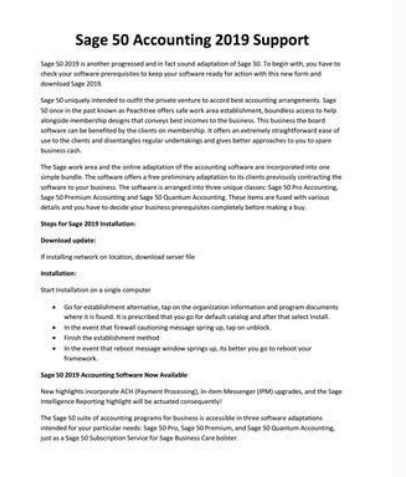 Sage 50 Accounting 2019 Support
Sage 50 2019 is another progressed and in fact sound adaptation of Sage 50. To begin with, you have to
check your software prerequisites to keep your software ready for action with this new form and
download Sage 2019.
Sage 50 uniquely intended to outfit the private venture to accord best accounting arrangements. Sage
50 once in the past known as Peachtree offers safe work area establishment, boundless access to help
alongside membership designs that conveys best incomes to the business. This business the board
software can be benefited by the clients on membership. It offers an extremely straightforward ease of
use to the clients and disentangles regular undertakings and gives better approaches to you to spare
business cash.
The Sage work area and the online adaptation of the accounting software are incorporated into one
simple bundle. The software offers a free preliminary adaptation to its clients previously contracting the
software to your business. The software is arranged into three unique classes: Sage 50 Pro Accounting,
Sage 50 Premium Accounting and Sage 50 Quantum Accounting. These items are fused with various
details and you have to decide your business prerequisites completely before making a buy.
Steps for Sage 2019 Installation:
Download update:
If installing network on location, download server file
Installation:
Start Installation on a single computer
• Go for establishment alternative, tap on the organization information and program documents
where it is found. It is prescribed that you go for default catalog and after that select Install.
• In the event that firewall cautioning message spring up, tap on unblock.
• Finish the establishment method
• In the event that reboot message window springs up, its better you go to reboot your
framework.
Sage 50 2019 Accounting Software Now Available
New highlights incorporate ACH (Payment Processing), In-item Messenger (IPM) upgrades, and the Sage
Intelligence Reporting highlight will be actuated consequently!
The Sage 50 suite of accounting programs for business is accessible in three software adaptations
intended for your particular needs: Sage 50 Pro, Sage 50 Premium, and Sage 50 Quantum Accounting,
just as a Sage 50 Subscription Service for Sage Business Care bolster.